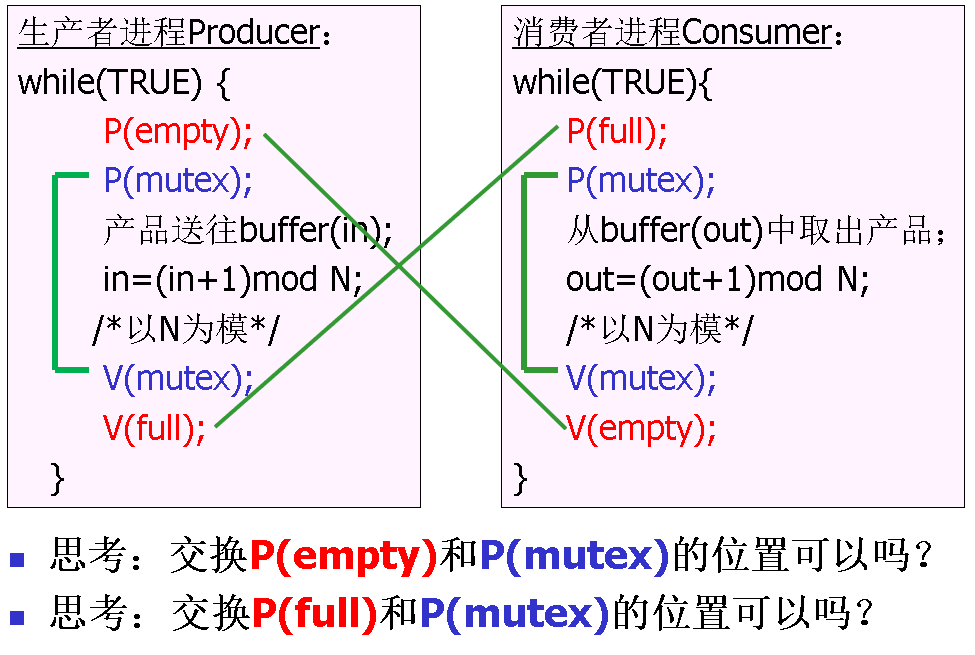 生产者进程Producer：
while(TRUE) {
P(empty);
P(mutex);
产品送往buffer(in);
in=(in+1)mod N;
/*以N为模*/
V(mutex);
V(full);
}
消费者进程Consumer：
while(TRUE){
P(full);
P(mutex);
从buffer(out)中取出产品；
out=(out+1)mod N;
/*以N为模*/
V(mutex);
V(empty);
}
思考：交换P(empty)和P(mutex)的位置可以吗？
思考：交换P(full)和P(mutex)的位置可以吗？